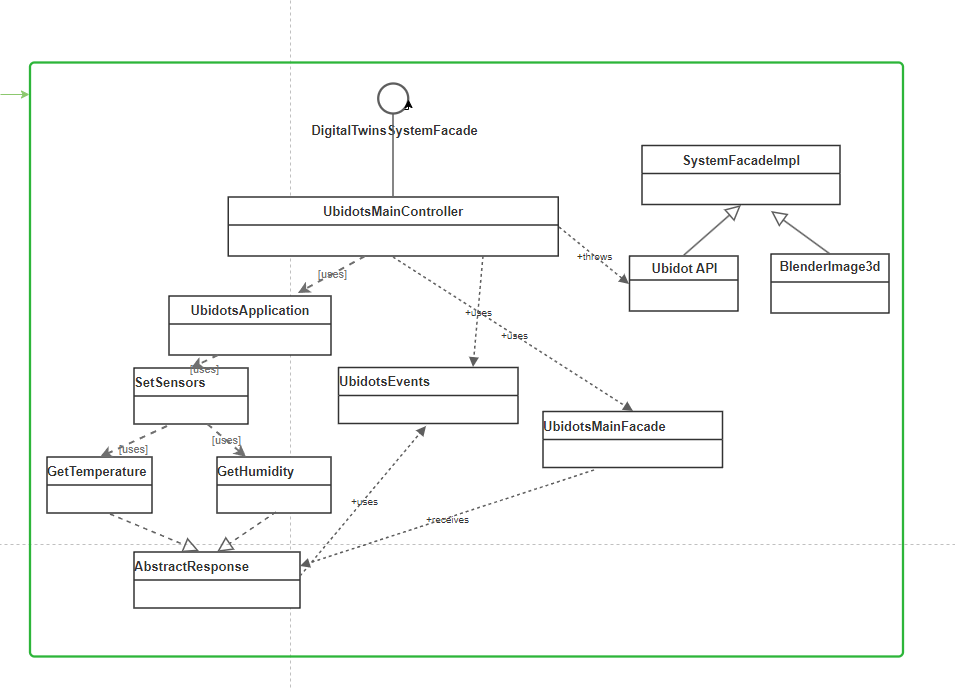 DigitalTwinsSystemFacade
SystemFacadeImpl
UbidotsMainController
+throws
Ubidot API
BlenderImage3d
[uses]
UbidotsApplication
+uses
+uses
[uses]
SetSensors
UbidotsEvents
UbidotsMainFacade
[uses]
[uses]
GetTemperature
GetHumidity
+uses
+receives
AbstractResponse